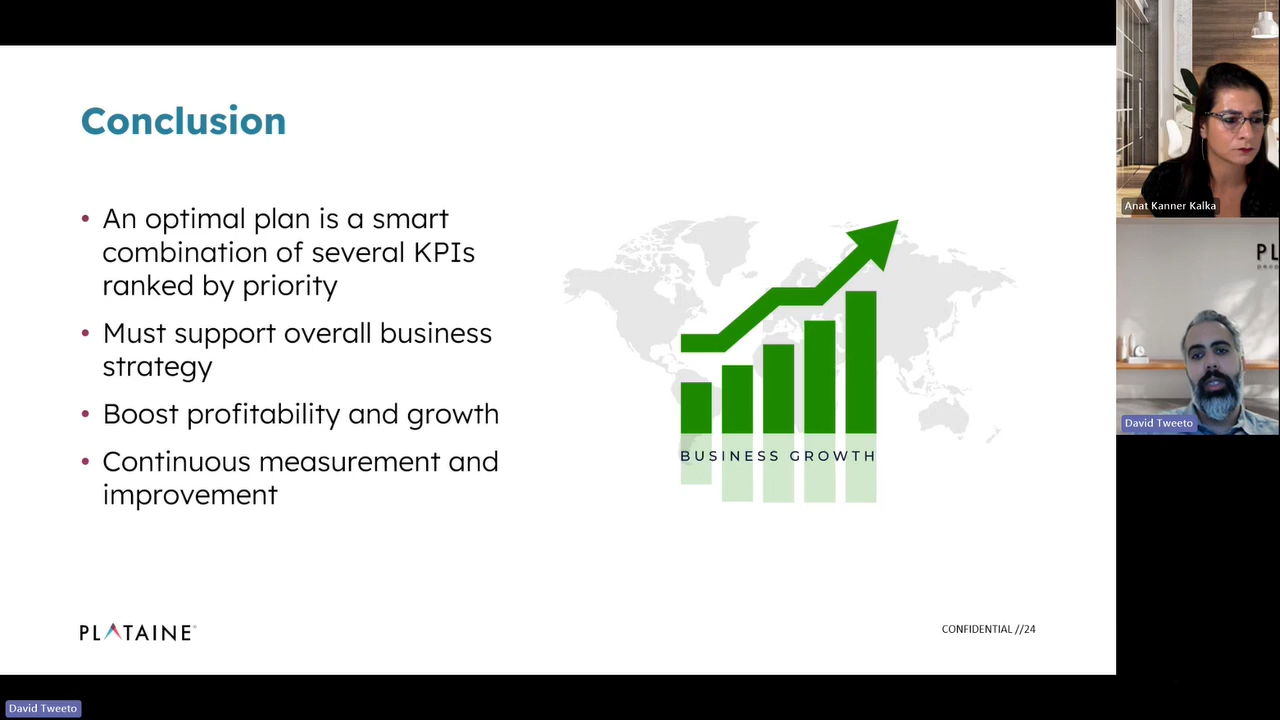 Conclusion
• An optimal plan is a smart
combination of several KPIs
ranked by priority
• Must support overall business
strategy
• Boost profitability and growth
• Continuous measurement and
improvement
BUSINESS GROWTH
PLATAINE
CONFIDENTIAL //24
Anat Kanner Kalka
PL
David Tweeto
David Tweeto